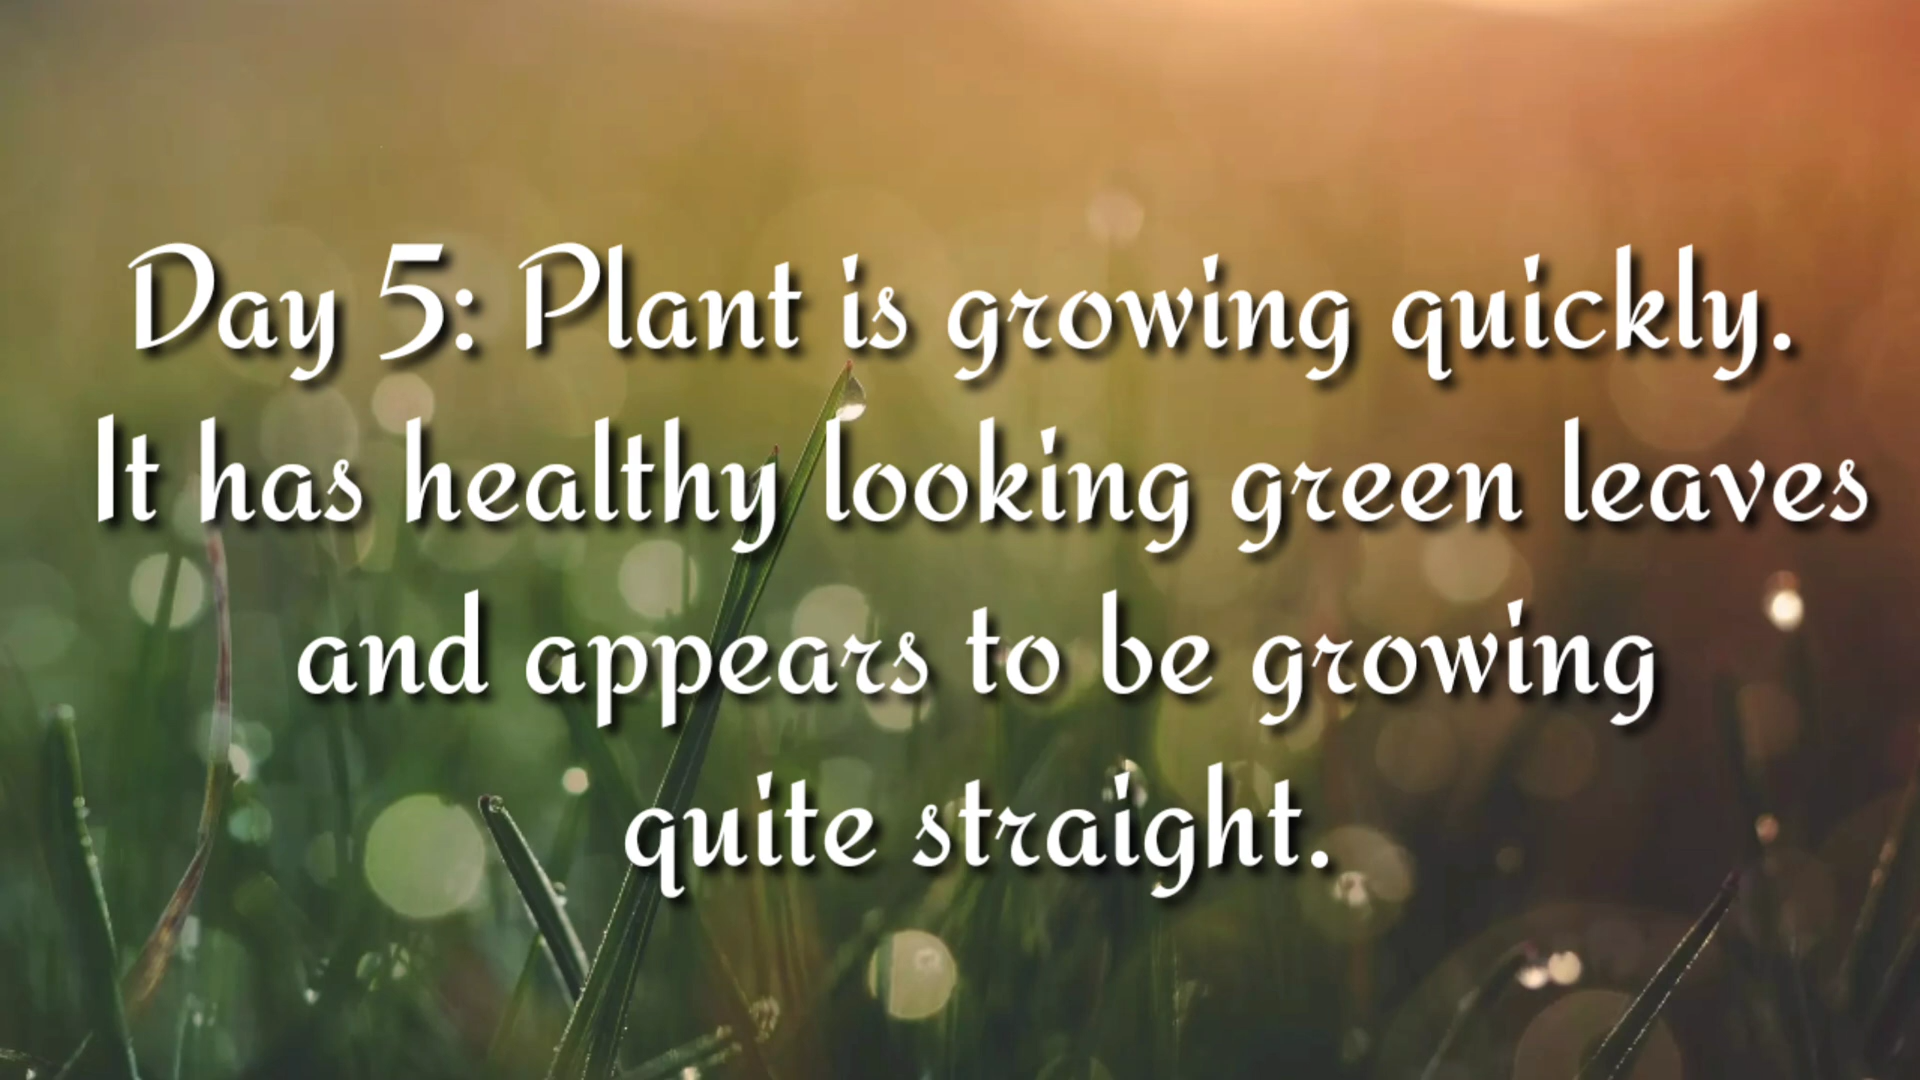 Day 5: Plant is growing quickly.
It has healthy looking green leaves
and appears to be growing
quite straight.